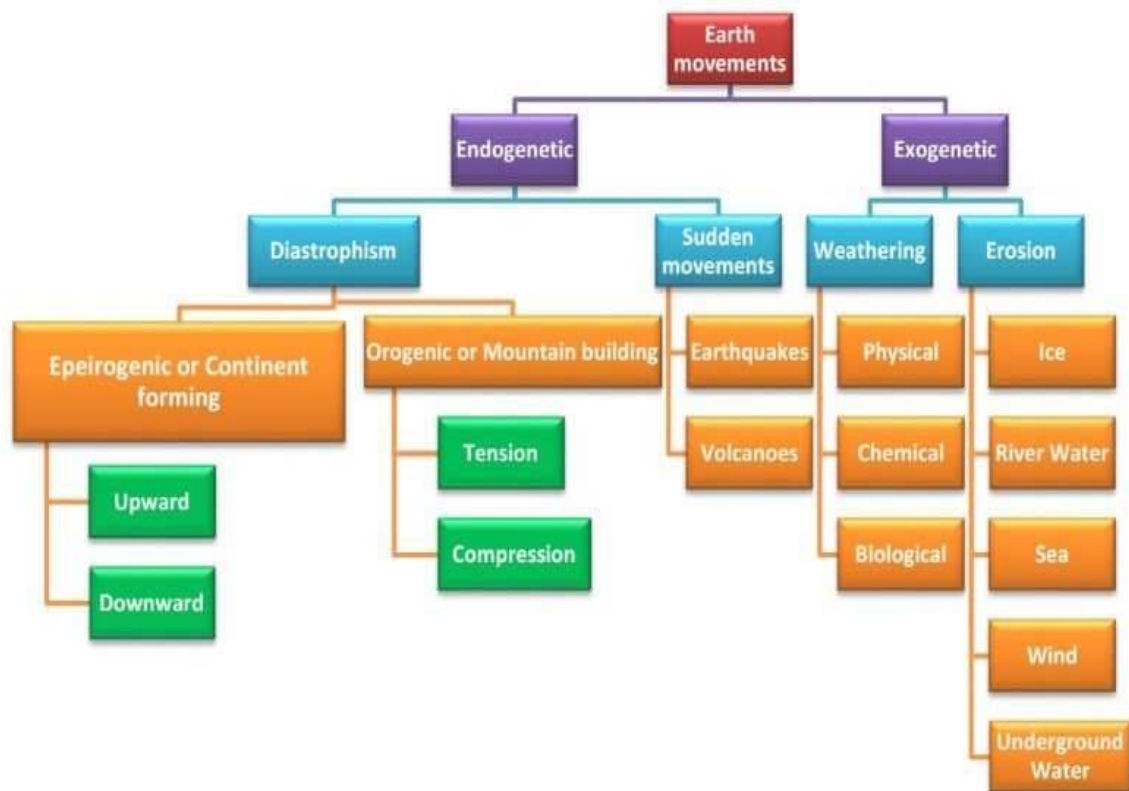 Earth
movements
Endogenetic
Exogenetic
Diastrophism
Sudden
movements
Weathering
Erosion
Epeirogenic or Continent
forming
Orogenic or Mountain building
Earthquakes
Physical
Ice
Tension
Volcanoes
Chemical
River Water
Upward
Compression
Biological
Sea
Downward
Wind
Underground
Water